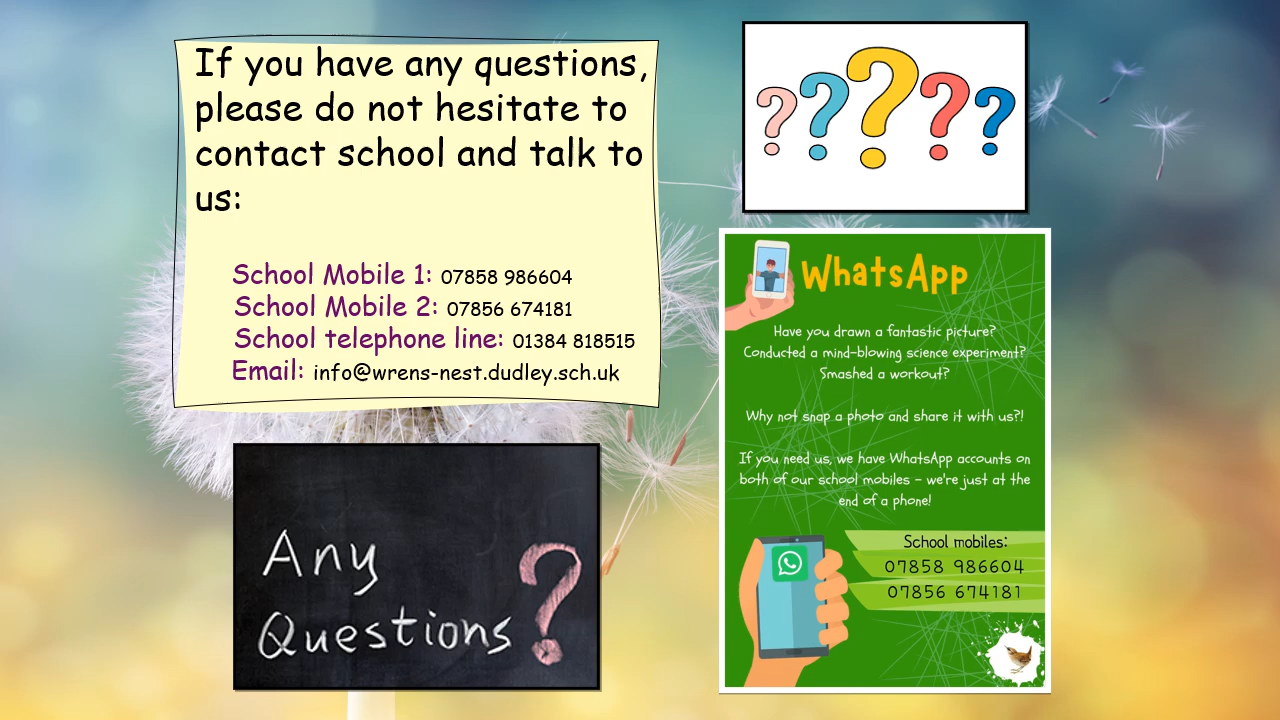 If you have any questions,
please do not hesitate to
contact school and talk to
us:
School Mobile 1: 07858 986604
School Mobile 2: 07856 674181
School telephone line: 01384 818515
Email: info@wrens-nest.dudley.sch.uk
Any
Questions?
? ? ? ? ?
WhatsApp
Have you drawn a fantastic picture?
Conducted a mind-blowing science experiment?
Smashed a workout?
Why not snap a photo and share it with us?!
If you need us, we have WhatsApp accounts on
both of our school mobiles - we're just at the
end of a phone!
School mobiles:
07858 986604
07856 674181